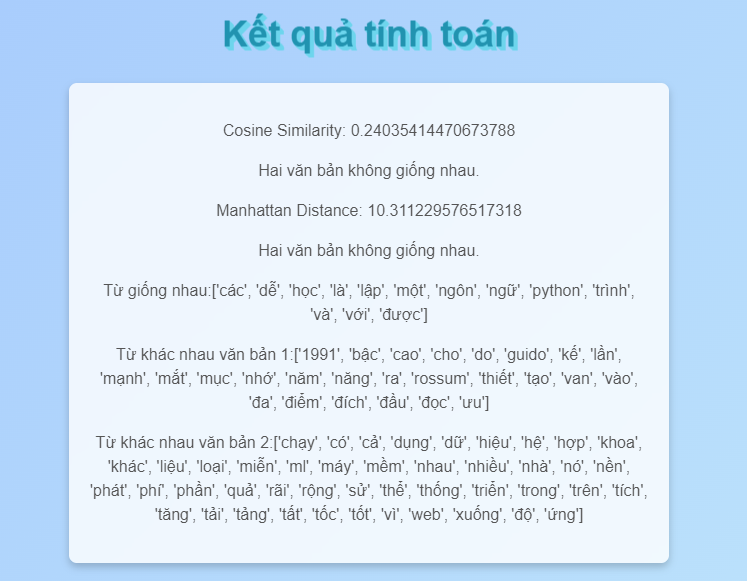 Kết quả tính toán
Cosine Similarity: 0.24035414470673788
Hai văn bản không giống nhau.
Manhattan Distance: 10.311229576517318
Hai văn bản không giống nhau.
Từ giống nhau:['các', 'dễ', 'học', 'là', 'lập', 'một', 'ngôn', 'ngữ', 'python', 'trình',
'và', 'với', 'được']
Từ khác nhau văn bản 1:['1991', 'bậc', 'cao', 'cho', 'do', 'guido', 'kế', 'lần',
'mạnh', 'mắt', 'mục', 'nhớ', 'năm', 'năng', 'ra', 'rossum', 'thiết', 'tạo', 'van', 'vào',
'đa', 'điểm', 'đích', 'đầu', 'đọc', 'ưu']
Từ khác nhau văn bản 2:['chạy', 'có', 'cả', 'dụng', 'dữ', 'hiệu', 'hệ', 'hợp', 'khoa',
'khác', 'liệu', 'loại', 'miễn', 'ml', 'máy', 'mềm', 'nhau', 'nhiều', 'nhà', 'nó', 'nền',
'phát', 'phí', 'phần', 'quả', 'rãi', 'rộng', 'sử', 'thể', 'thống', 'triển', 'trong', 'trên', 'tích',
'tăng', 'tải', 'tảng', 'tất', 'tốc', 'tốt', 'vì', 'web', 'xuống', 'độ', 'ứng']